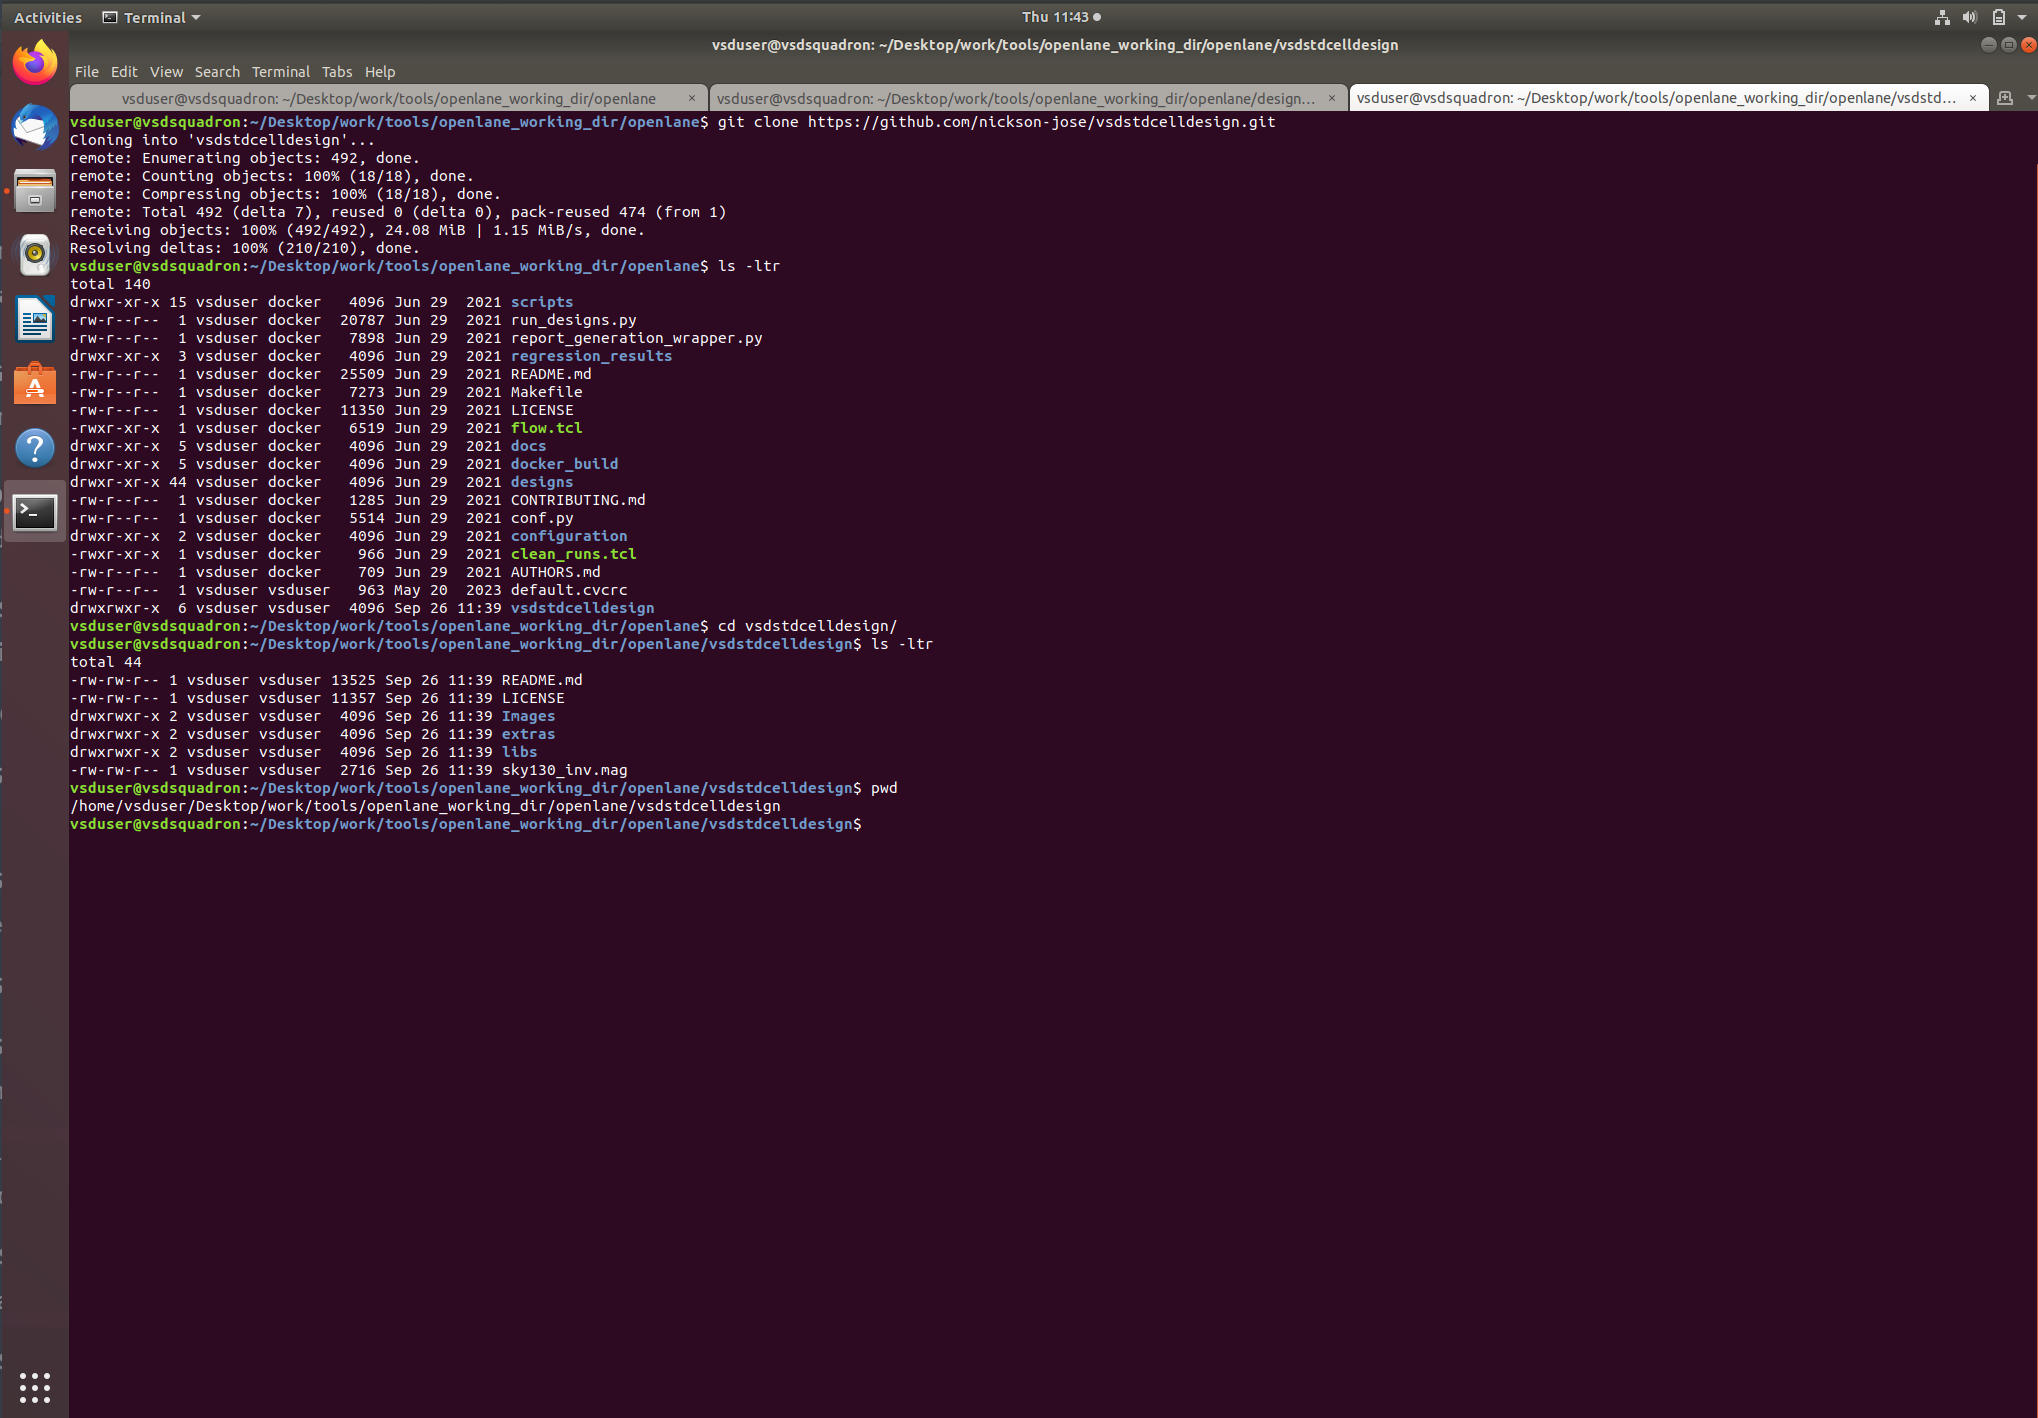 Activities Terminal Thu 11:43
vsduser@vsdsquadron: ~/Desktop/work/tools/openlane_working_dir/openlane/vsdstdcelldesign
File Edit View Search Terminal Tabs Help
vsduser@vsdsquadron: ~/Desktop/work/tools/openlane_working_dir/openlane × vsduser@vsdsquadron: ~/Desktop/work/tools/openlane_working_dir/openlane/design... × vsduser@vsdsquadron: ~/Desktop/work/tools/openlane_working_dir/openlane/vsdstd... ×
vsduser@vsdsquadron:~/Desktop/work/tools/openlane_working_dir/openlane$ git clone https://github.com/nickson-jose/vsdstdcelldesign.git
Cloning into 'vsdstdcelldesign'...
remote: Enumerating objects: 492, done.
remote: Counting objects: 100% (18/18), done.
remote: Compressing objects: 100% (18/18), done.
remote: Total 492 (delta 7), reused 0 (delta 0), pack-reused 474 (from 1)
Receiving objects: 100% (492/492), 24.08 MiB | 1.15 MiB/s, done.
Resolving deltas: 100% (210/210), done.
vsduser@vsdsquadron:~/Desktop/work/tools/openlane_working_dir/openlane$ ls -ltr
total 140
drwxr-xr-x 15 vsduser docker   4096 Jun 29  2021 scripts
-rw-r--r--  1 vsduser docker  20787 Jun 29  2021 run_designs.py
-rw-r--r--  1 vsduser docker   7898 Jun 29  2021 report_generation_wrapper.py
drwxr-xr-x  3 vsduser docker   4096 Jun 29  2021 regression_results
-rw-r--r--  1 vsduser docker  25509 Jun 29  2021 README.md
-rw-r--r--  1 vsduser docker   7273 Jun 29  2021 Makefile
-rw-r--r--  1 vsduser docker  11350 Jun 29  2021 LICENSE
-rwxr-xr-x  1 vsduser docker   6519 Jun 29  2021 flow.tcl
drwxr-xr-x  5 vsduser docker   4096 Jun 29  2021 docs
drwxr-xr-x  5 vsduser docker   4096 Jun 29  2021 docker_build
drwxr-xr-x 44 vsduser docker   4096 Jun 29  2021 designs
-rw-r--r--  1 vsduser docker   1285 Jun 29  2021 CONTRIBUTING.md
-rw-r--r--  1 vsduser docker   5514 Jun 29  2021 conf.py
drwxr-xr-x  2 vsduser docker   4096 Jun 29  2021 configuration
-rwxr-xr-x  1 vsduser docker    966 Jun 29  2021 clean_runs.tcl
-rw-r--r--  1 vsduser docker    709 Jun 29  2021 AUTHORS.md
-rw-r--r--  1 vsduser vsduser   963 May 20  2023 default.cvcrc
drwxrwxr-x  6 vsduser vsduser  4096 Sep 26 11:39 vsdstdcelldesign
vsduser@vsdsquadron:~/Desktop/work/tools/openlane_working_dir/openlane$ cd vsdstdcelldesign/
vsduser@vsdsquadron:~/Desktop/work/tools/openlane_working_dir/openlane/vsdstdcelldesign$ ls -ltr
total 44
-rw-rw-r-- 1 vsduser vsduser 13525 Sep 26 11:39 README.md
-rw-rw-r-- 1 vsduser vsduser 11357 Sep 26 11:39 LICENSE
drwxrwxr-x 2 vsduser vsduser  4096 Sep 26 11:39 Images
drwxrwxr-x 2 vsduser vsduser  4096 Sep 26 11:39 extras
drwxrwxr-x 2 vsduser vsduser  4096 Sep 26 11:39 libs
-rw-rw-r-- 1 vsduser vsduser  2716 Sep 26 11:39 sky130_inv.mag
vsduser@vsdsquadron:~/Desktop/work/tools/openlane_working_dir/openlane/vsdstdcelldesign$ pwd
/home/vsduser/Desktop/work/tools/openlane_working_dir/openlane/vsdstdcelldesign
vsduser@vsdsquadron:~/Desktop/work/tools/openlane_working_dir/openlane/vsdstdcelldesign$